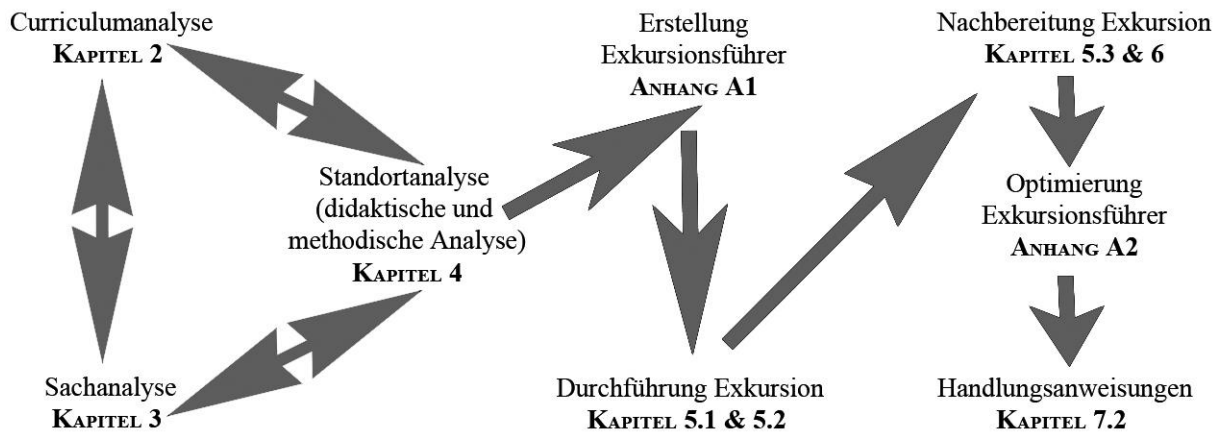 Curriculumanalyse
KAPITEL 2
Sachanalyse
KAPITEL 3
Standortanalyse
(didaktische und
methodische Analyse)
KAPITEL 4
Erstellung
Exkursionsführer
ANHANG A1
Durchführung Exkursion
KAPITEL 5.1 & 5.2
Nachbereitung Exkursion
KAPITEL 5.3 & 6
Optimierung
Exkursionsführer
ANHANG A2
Handlungsanweisungen
KAPITEL 7.2